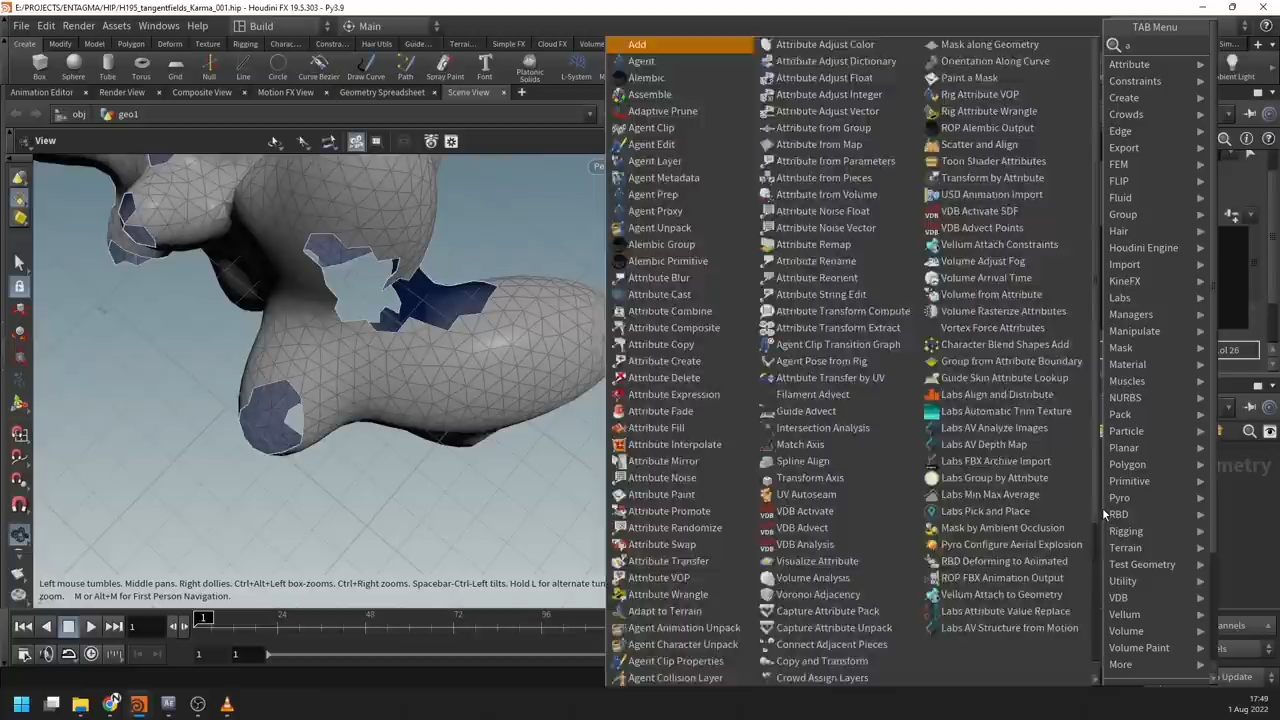 E:/PROJECTS/ENTAGMA/HIP/H195_tangentfields_Karma_001.hip - Houdini FX 19.5.303 - Py3.9
File Edit Render Assets Windows Help Build Main
Create Modify Model Polygon Deform Texture Rigging Charac... Constra... Hair Utils Guide... Terrai... Simple FX Cloud FX Volume
Box Sphere Tube Torus Grid Null Line Circle Curve Bezier Draw Curve Path Spray Paint Font Platonic Solids L-System
Animation Editor Render View Composite View Motion FX View Geometry Spreadsheet Scene View
obj geo1
View
TAB Menu
a
Add
Agent
Alembic
Assemble
Adaptive Prune
Agent Clip
Agent Edit
Agent Layer
Agent Metadata
Agent Prep
Agent Proxy
Agent Unpack
Alembic Group
Alembic Primitive
Attribute Blur
Attribute Cast
Attribute Combine
Attribute Composite
Attribute Copy
Attribute Create
Attribute Delete
Attribute Expression
Attribute Fade
Attribute Fill
Attribute Interpolate
Attribute Mirror
Attribute Noise
Attribute Paint
Attribute Promote
Attribute Randomize
Attribute Swap
Attribute Transfer
Attribute VOP
Attribute Wrangle
Adapt to Terrain
Agent Animation Unpack
Agent Character Unpack
Agent Clip Properties
Agent Collision Layer
Attribute Adjust Color
Attribute Adjust Dictionary
Attribute Adjust Float
Attribute Adjust Integer
Attribute Adjust Vector
Attribute from Group
Attribute from Map
Attribute from Parameters
Attribute from Pieces
Attribute from Volume
Attribute Noise Float
Attribute Noise Vector
Attribute Remap
Attribute Rename
Attribute Reorient
Attribute String Edit
Attribute Transform Compute
Attribute Transform Extract
Agent Clip Transition Graph
Agent Pose from Rig
Attribute Transfer by UV
Filament Advect
Guide Advect
Intersection Analysis
Match Axis
Spline Align
Transform Axis
UV Autoseam
VDB Activate
VDB Advect
VDB Analysis
Visualize Attribute
Volume Analysis
Voronoi Adjacency
Capture Attribute Pack
Capture Attribute Unpack
Connect Adjacent Pieces
Copy and Transform
Crowd Assign Layers
Mask along Geometry
Orientation Along Curve
Paint a Mask
Rig Attribute VOP
Rig Attribute Wrangle
ROP Alembic Output
Scatter and Align
Toon Shader Attributes
Transform by Attribute
USD Animation Import
VDB Activate SDF
VDB Advect Points
Vellum Attach Constraints
Volume Adjust Fog
Volume Arrival Time
Volume from Attribute
Volume Rasterize Attributes
Vortex Force Attributes
Character Blend Shapes Add
Group from Attribute Boundary
Guide Skin Attribute Lookup
Labs Align and Distribute
Labs Automatic Trim Texture
Labs AV Analyze Images
Labs AV Depth Map
Labs FBX Archive Import
Labs Group by Attribute
Labs Min Max Average
Labs Pick and Place
Mask by Ambient Occlusion
Pyro Configure Aerial Explosion
RBD Deforming to Animated
ROP FBX Animation Output
Vellum Attach to Geometry
Labs Attribute Value Replace
Labs AV Structure from Motion
Attribute
Constraints
Create
Crowds
Edge
Export
FEM
FLIP
Fluid
Group
Hair
Houdini Engine
Import
KineFX
Labs
Managers
Manipulate
Mask
Material
Muscles
NURBS
Pack
Particle
Planar
Polygon
Primitive
Pyro
RBD
Rigging
Terrain
Test Geometry
Utility
VDB
Vellum
Volume
Volume Paint
More
Left mouse tumbles. Middle pans. Right dollies. Ctrl+Alt+Left box-zooms. Ctrl+Right zooms. Spacebar-Ctrl-Left tilts. Hold L for alternate tum
zoom. M or Alt+M for First Person Navigation.
1 1 24 48 72 96
1 1
17:49
1 Aug 2022